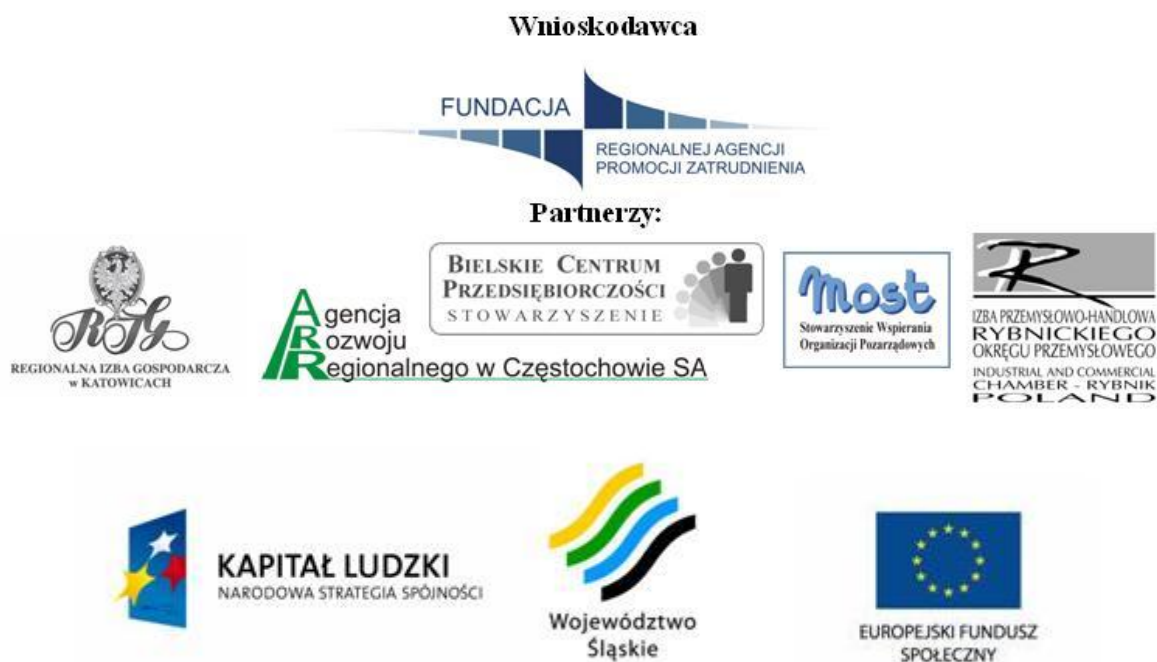 Wnioskodawca
FUNDACJA
REGIONALNEJ AGENCJI
PROMOCJI ZATRUDNIENIA
Partnerzy:
RIG
REGIONALNA IZBA GOSPODARCZA
w KATOWICACH
Agencja
Rozwoju
Regionalnego w Częstochowie SA
BIELSKIE CENTRUM
PRZEDSIĘBIORCZOŚCI
STOWARZYSZENIE
most
Stowarzyszenie Wspierania
Organizacji Pozarządowych
R
IZBA PRZEMYSŁOWO-HANDLOWA
RYBNICKIEGO
OKRĘGU PRZEMYSŁOWEGO
INDUSTRIAL AND COMMERCIAL
CHAMBER - RYBNIK
POLAND
KAPITAŁ LUDZKI
NARODOWA STRATEGIA SPÓJNOŚCI
Województwo
Śląskie
EUROPEJSKI FUNDUSZ
SPOŁECZNY